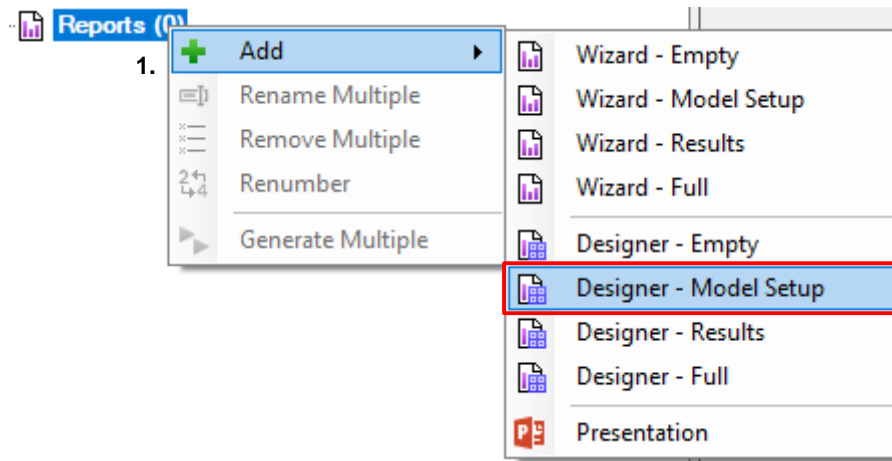 Reports (0)
1.
Add
Rename Multiple
Remove Multiple
Renumber
Generate Multiple
Wizard - Empty
Wizard - Model Setup
Wizard - Results
Wizard - Full
Designer - Empty
Designer - Model Setup
Designer - Results
Designer - Full
Presentation